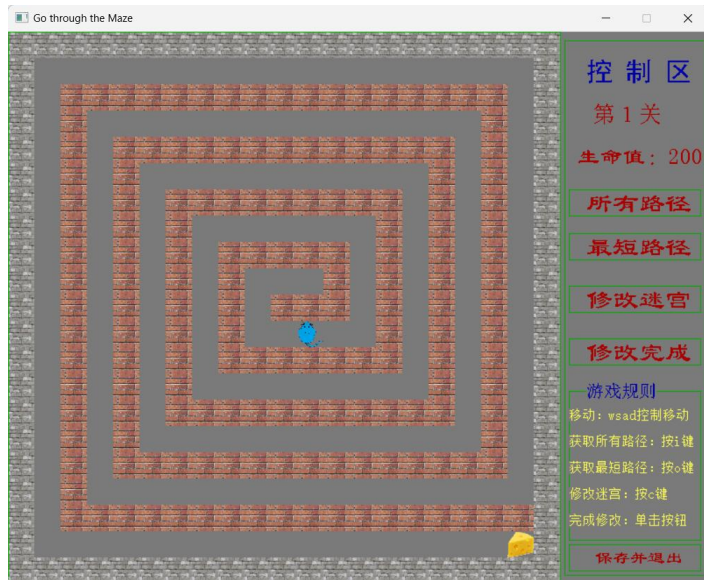 Go through the Maze
控 制 区
第 1 关
生命值：200
所有路径
最短路径
修改迷宫
修改完成
游戏规则
移动：wsad控制移动
获取所有路径：按i键
获取最短路径：按o键
修改迷宫：按c键
完成修改：单击按钮
保存并退出